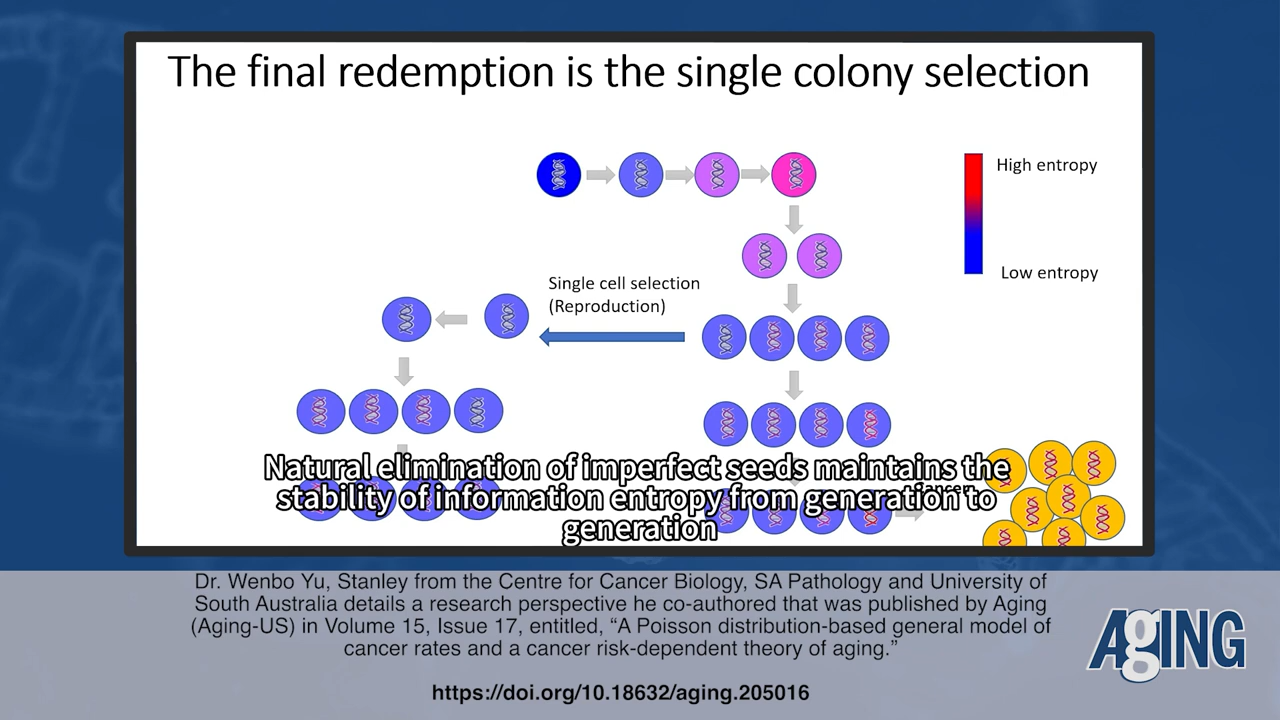 The final redemption is the single colony selection
High entropy
Low entropy
Single cell selection
(Reproduction)
Natural elimination of imperfect seeds maintains the
stability of information entropy from generation to
generation
Dr. Wenbo Yu, Stanley from the Centre for Cancer Biology, SA Pathology and University of
South Australia details a research perspective he co-authored that was published by Aging
(Aging-US) in Volume 15, Issue 17, entitled, “A Poisson distribution-based general model of
cancer rates and a cancer risk-dependent theory of aging.”
AgING
https://doi.org/10.18632/aging.205016